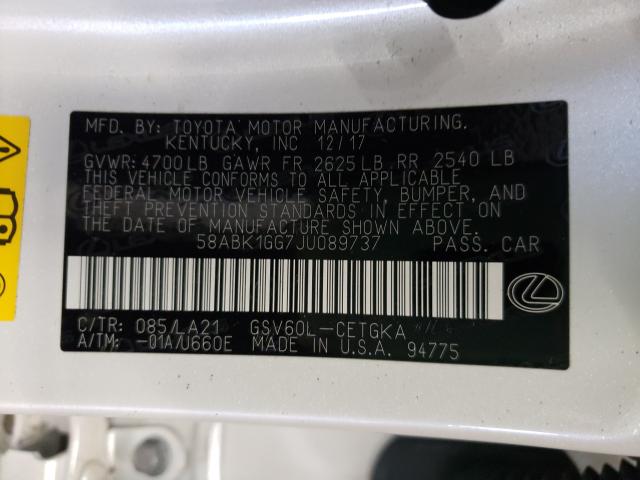 MFD. BY: TOYOTA MOTOR MANUFACTURING.
KENTUCKY, INC 12/17
GVWR: 4700 LB GAWR FR 2625 LB RR 2540 LB
THIS VEHICLE CONFORMS TO ALL APPLICABLE
FEDERAL MOTOR VEHICLE SAFETY, BUMPER, AND
THEFT PREVENTION STANDARDS IN EFFECT ON
THE DATE OF MANUFACTURE SHOWN ABOVE.
58ABK1GG7JU089737 PASS. CAR
C/TR: 085/LA21 GSV60L-CETGKA
A/TM: -01A/U660E MADE IN U.S.A. 94775